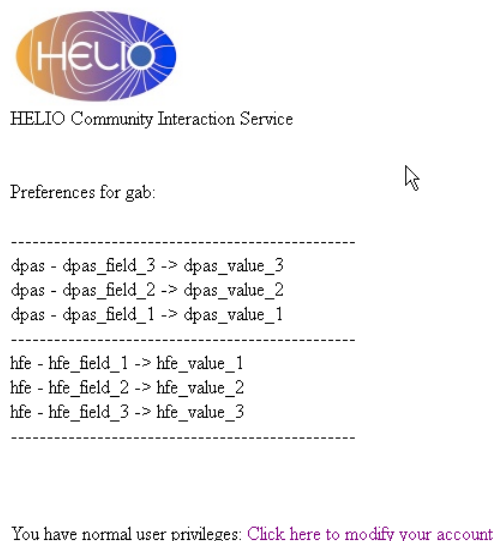 HELIO
HELIO Community Interaction Service
Preferences for gab:
------------------------------------------------
dpas - dpas_field_3 -> dpas_value_3
dpas - dpas_field_2 -> dpas_value_2
dpas - dpas_field_1 -> dpas_value_1
------------------------------------------------
hfe - hfe_field_1 -> hfe_value_1
hfe - hfe_field_2 -> hfe_value_2
hfe - hfe_field_3 -> hfe_value_3
------------------------------------------------
You have normal user privileges: Click here to modify your account